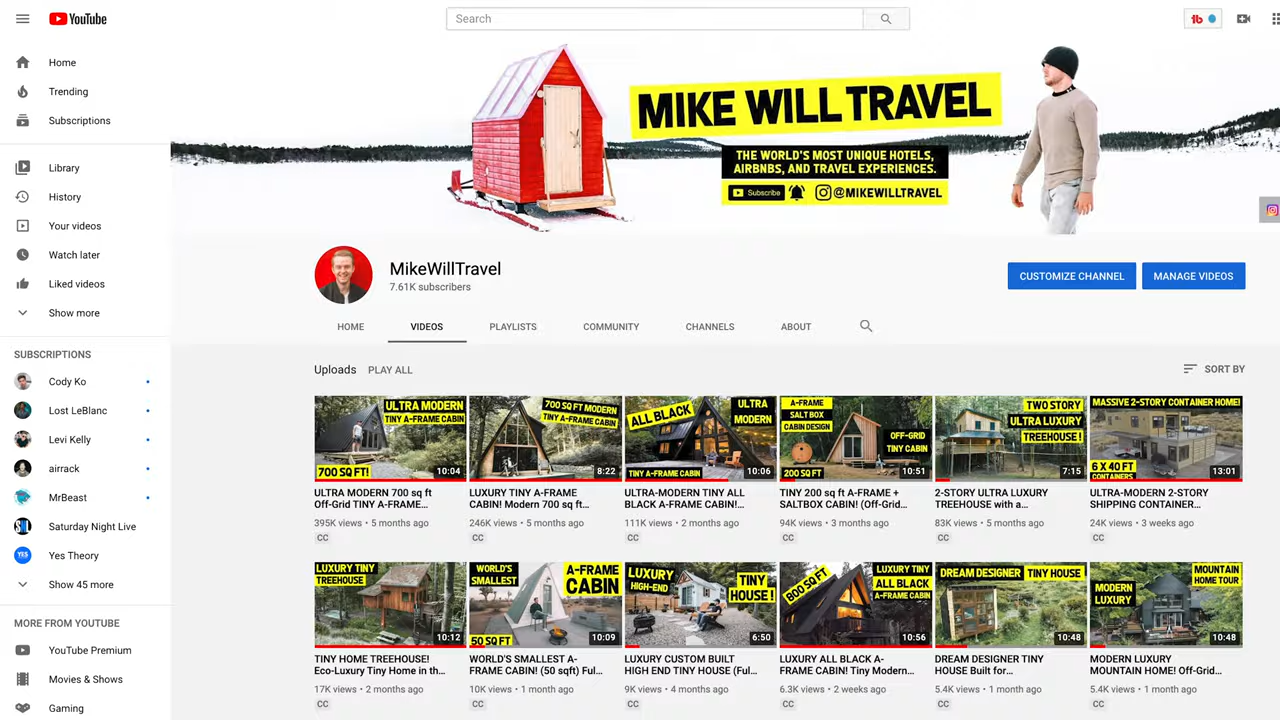 YouTube
Search
Home
Trending
Subscriptions
Library
History
Your videos
Watch later
Liked videos
Show more
SUBSCRIPTIONS
Cody Ko
Lost LeBlanc
Levi Kelly
airrack
MrBeast
Saturday Night Live
YES
Yes Theory
Show 45 more
MORE FROM YOUTUBE
YouTube Premium
Movies & Shows
Gaming
MIKE WILL TRAVEL
THE WORLD'S MOST UNIQUE HOTELS,
AIRBNBS, AND TRAVEL EXPERIENCES.
Subscribe @MIKEWILLTRAVEL
MikeWillTravel
7.61K subscribers
CUSTOMIZE CHANNEL
MANAGE VIDEOS
HOME VIDEOS PLAYLISTS COMMUNITY CHANNELS ABOUT
Uploads PLAY ALL
SORT BY
ULTRA MODERN
TINY A-FRAME CABIN
700 SQ FT!
10:04
ULTRA MODERN 700 sq ft
Off-Grid TINY A-FRAME...
395K views • 5 months ago
CC
700 SQ FT MODERN
TINY A-FRAME CABIN
8:22
LUXURY TINY A-FRAME
CABIN! Modern 700 sq ft...
246K views • 5 months ago
CC
ALL BLACK
ULTRA
MODERN
TINY A-FRAME CABIN
10:06
ULTRA-MODERN TINY ALL
BLACK A-FRAME CABIN!...
111K views • 2 months ago
CC
A-FRAME
SALT BOX
CABIN DESIGN
OFF-GRID
TINY CABIN
200 SQ FT
10:51
TINY 200 sq ft A-FRAME +
SALTBOX CABIN! (Off-Grid...
94K views • 3 months ago
CC
TWO STORY
ULTRA LUXURY
TREEHOUSE!
7:15
2-STORY ULTRA LUXURY
TREEHOUSE with a...
83K views • 5 months ago
CC
MASSIVE 2-STORY CONTAINER HOME!
6 X 40 FT
CONTAINERS
13:01
ULTRA-MODERN 2-STORY
SHIPPING CONTAINER...
24K views • 3 weeks ago
CC
LUXURY TINY
TREEHOUSE
10:12
TINY HOME TREEHOUSE!
Eco-Luxury Tiny Home in th...
17K views • 2 months ago
CC
WORLD'S
SMALLEST
A-FRAME
CABIN
50 SQ FT
10:09
WORLD'S SMALLEST A-
FRAME CABIN! (50 sqft) Ful...
10K views • 1 month ago
CC
LUXURY
HIGH-END
TINY
HOUSE!
6:50
LUXURY CUSTOM BUILT
HIGH END TINY HOUSE (Ful...
9K views • 4 months ago
CC
800 SQ FT
LUXURY TINY
ALL BLACK
A-FRAME CABIN
10:56
LUXURY ALL BLACK A-
FRAME CABIN! Tiny Modern...
6.3K views • 2 weeks ago
CC
DREAM DESIGNER TINY HOUSE
10:48
DREAM DESIGNER TINY
HOUSE Built for...
5.4K views • 1 month ago
CC
MOUNTAIN
HOME TOUR
MODERN
LUXURY
10:48
MODERN LUXURY
MOUNTAIN HOME! Off-Grid...
5.4K views • 1 month ago
CC